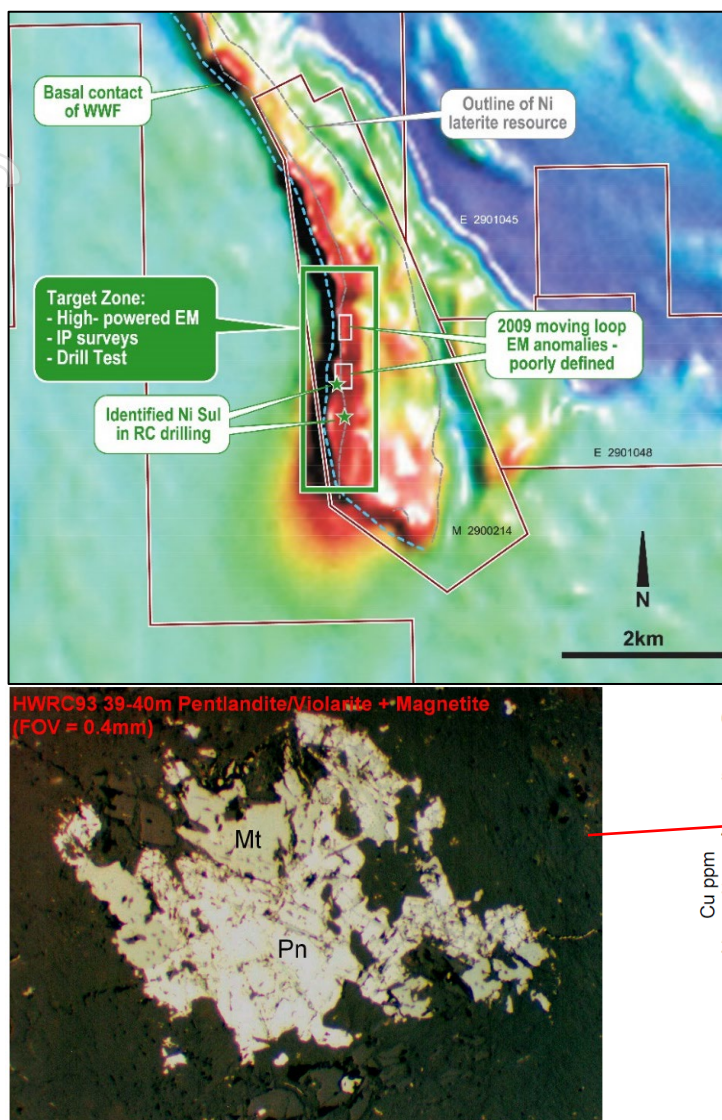 Basal contact
of WWF
Outline of Ni
laterite resource
E 2901045
Target Zone:
- High- powered EM
- IP surveys
- Drill Test
2009 moving loop
EM anomalies -
poorly defined
Identified Ni Sul
in RC drilling
E 2901048
M 2900214
N
2km
HWRC93 39-40m Pentlandite/Violarite + Magnetite
(FOV = 0.4mm)
Mt
Pn
Cu ppm